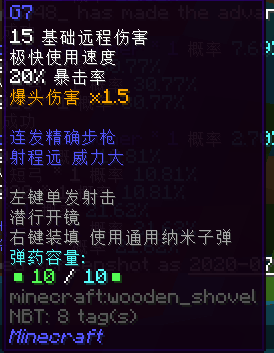 G7
15 基础远程伤害
极快使用速度
20% 暴击率
爆头伤害 x1.5
连发精确步枪
射程远 威力大
左键单发射击
潜行开镜
右键装填 使用通用纳米子弹
弹药容量:
▪ 10 / 10 ▪
minecraft:wooden_shovel
NBT: 8 tag(s)
Minecraft